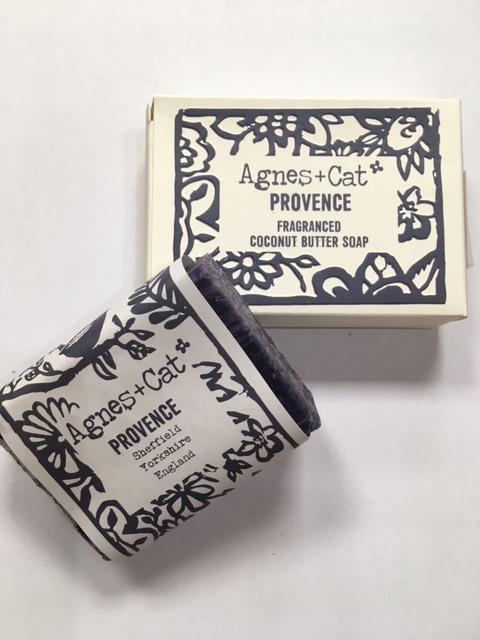 Agnes+Cat
PROVENCE
FRAGRANCED
COCONUT BUTTER SOAP
Agnes+Cat
PROVENCE
Sheffield
Yorkshire
England